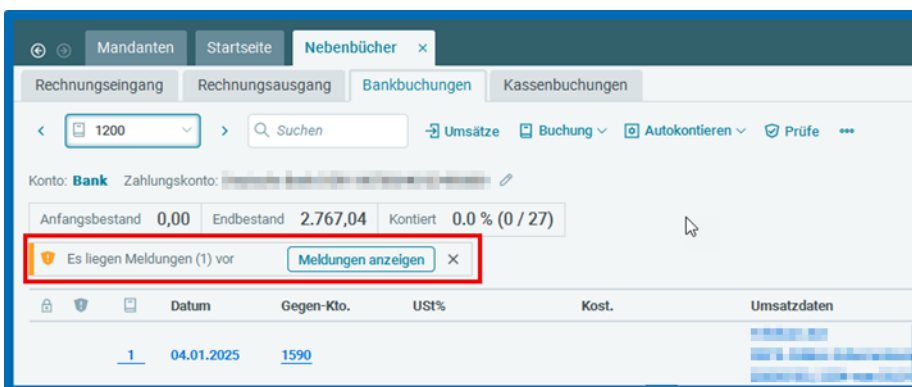 Mandanten Startseite Nebenbücher ×
Rechnungseingang Rechnungsausgang Bankbuchungen Kassenbuchungen
1200 Suchen Umsätze Buchung Autokontieren Prüfe
Konto: Bank Zahlungskonto:
Anfangsbestand 0,00 Endbestand 2.767,04 Kontiert 0.0 % (0 / 27)
Es liegen Meldungen (1) vor Meldungen anzeigen ×
Datum Gegen-Kto. USt% Kost. Umsatzdaten
1 04.01.2025 1590